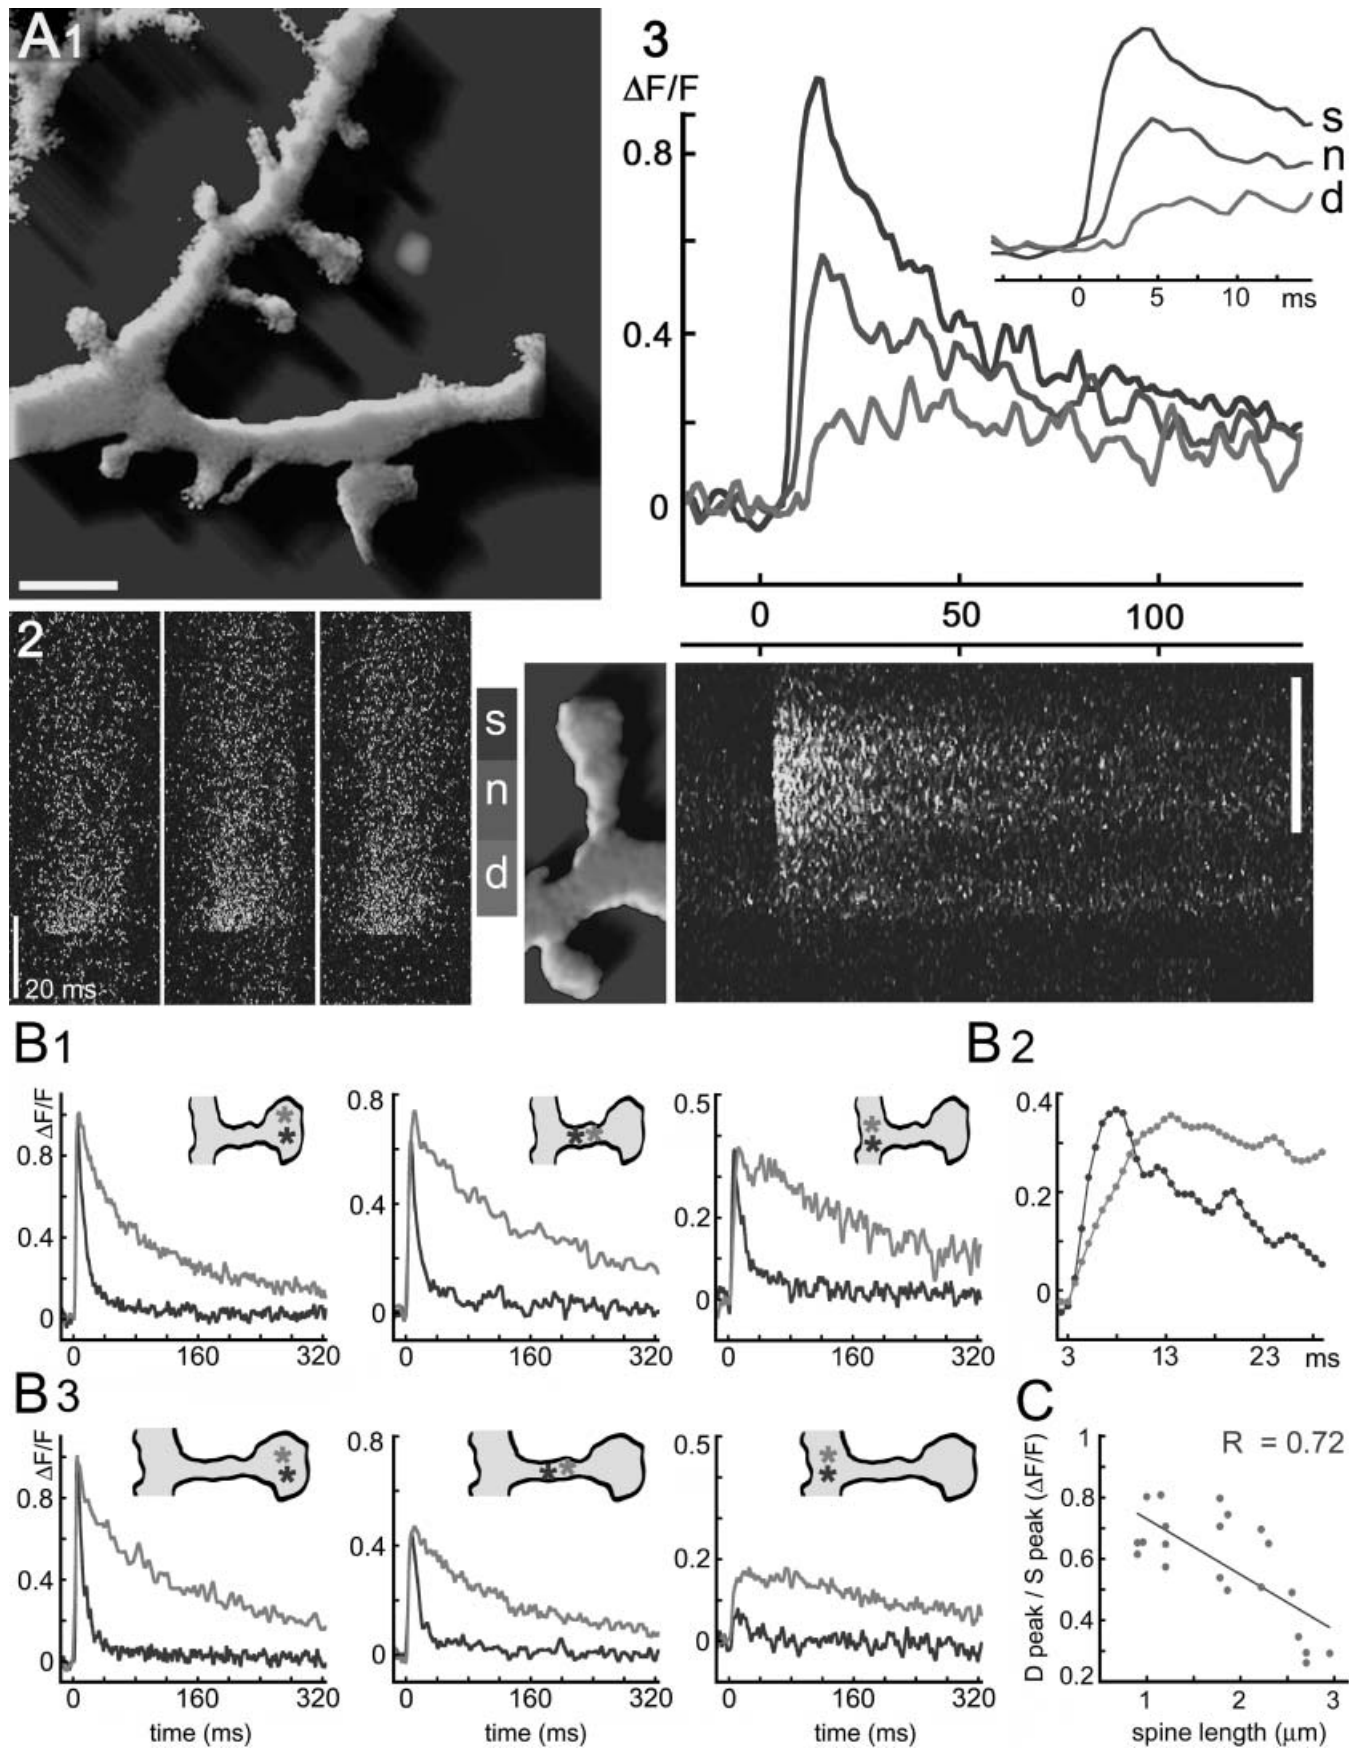 A1
3
ΔF/F
0.8
0.4
0
s
n
d
0 5 10 ms
0 50 100
2
20 ms
s
n
d
B1
B 2
ΔF/F
0.8
0.4
0
0 160 320
0.8
0.4
0
0 160 320
0.5
0.2
0
0 160 320
0.4
0.2
0
3 13 23 ms
B3
ΔF/F
0.8
0.4
0
0 160 320
time (ms)
0.8
0.4
0
0 160 320
time (ms)
0.5
0.2
0
0 160 320
time (ms)
C
R = 0.72
D peak / S peak (ΔF/F)
1
0.8
0.6
0.4
0.2
1 2 3
spine length (μm)